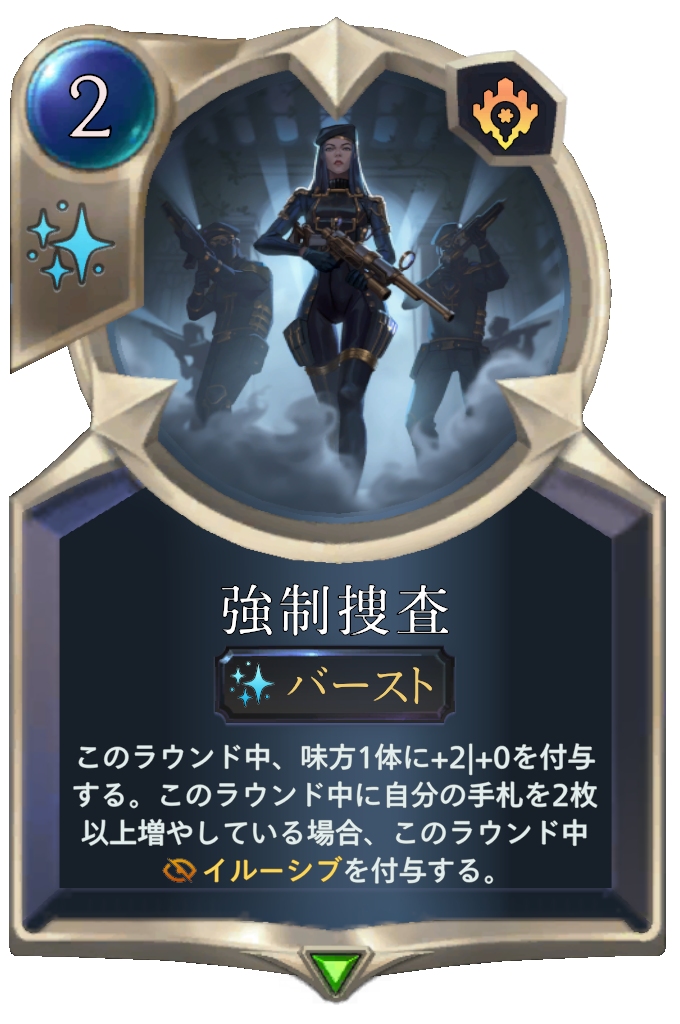 2
強制捜査
バースト
このラウンド中、味方1体に+2|+0を付与
する。このラウンド中に自分の手札を2枚
以上増やしている場合、このラウンド中
イルーシブを付与する。